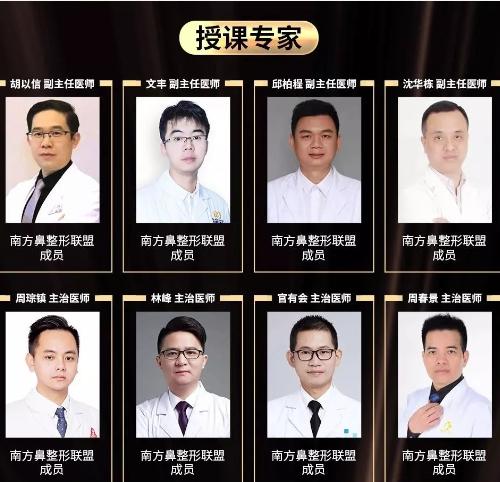 授课专家
胡以信 副主任医师
文丰 副主任医师
邱柏程 副主任医师
沈华栋 副主任医师
南方鼻整形联盟
成员
南方鼻整形联盟
成员
南方鼻整形联盟
成员
南方鼻整形联盟
成员
周琮镇 主治医师
林峰 主治医师
官有会 主治医师
周春景 主治医师
南方鼻整形联盟
成员
南方鼻整形联盟
成员
南方鼻整形联盟
成员
南方鼻整形联盟
成员